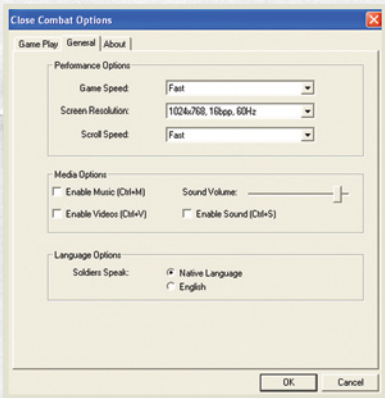 Close Combat Options
Game Play General About
Performance Options
Game Speed: Fast
Screen Resolution: 1024x768, 16bpp, 60Hz
Scroll Speed: Fast
Media Options
Enable Music (Ctrl+M) Sound Volume:
Enable Videos (Ctrl+V) Enable Sound (Ctrl+S)
Language Options
Soldiers Speak: Native Language
English
OK Cancel